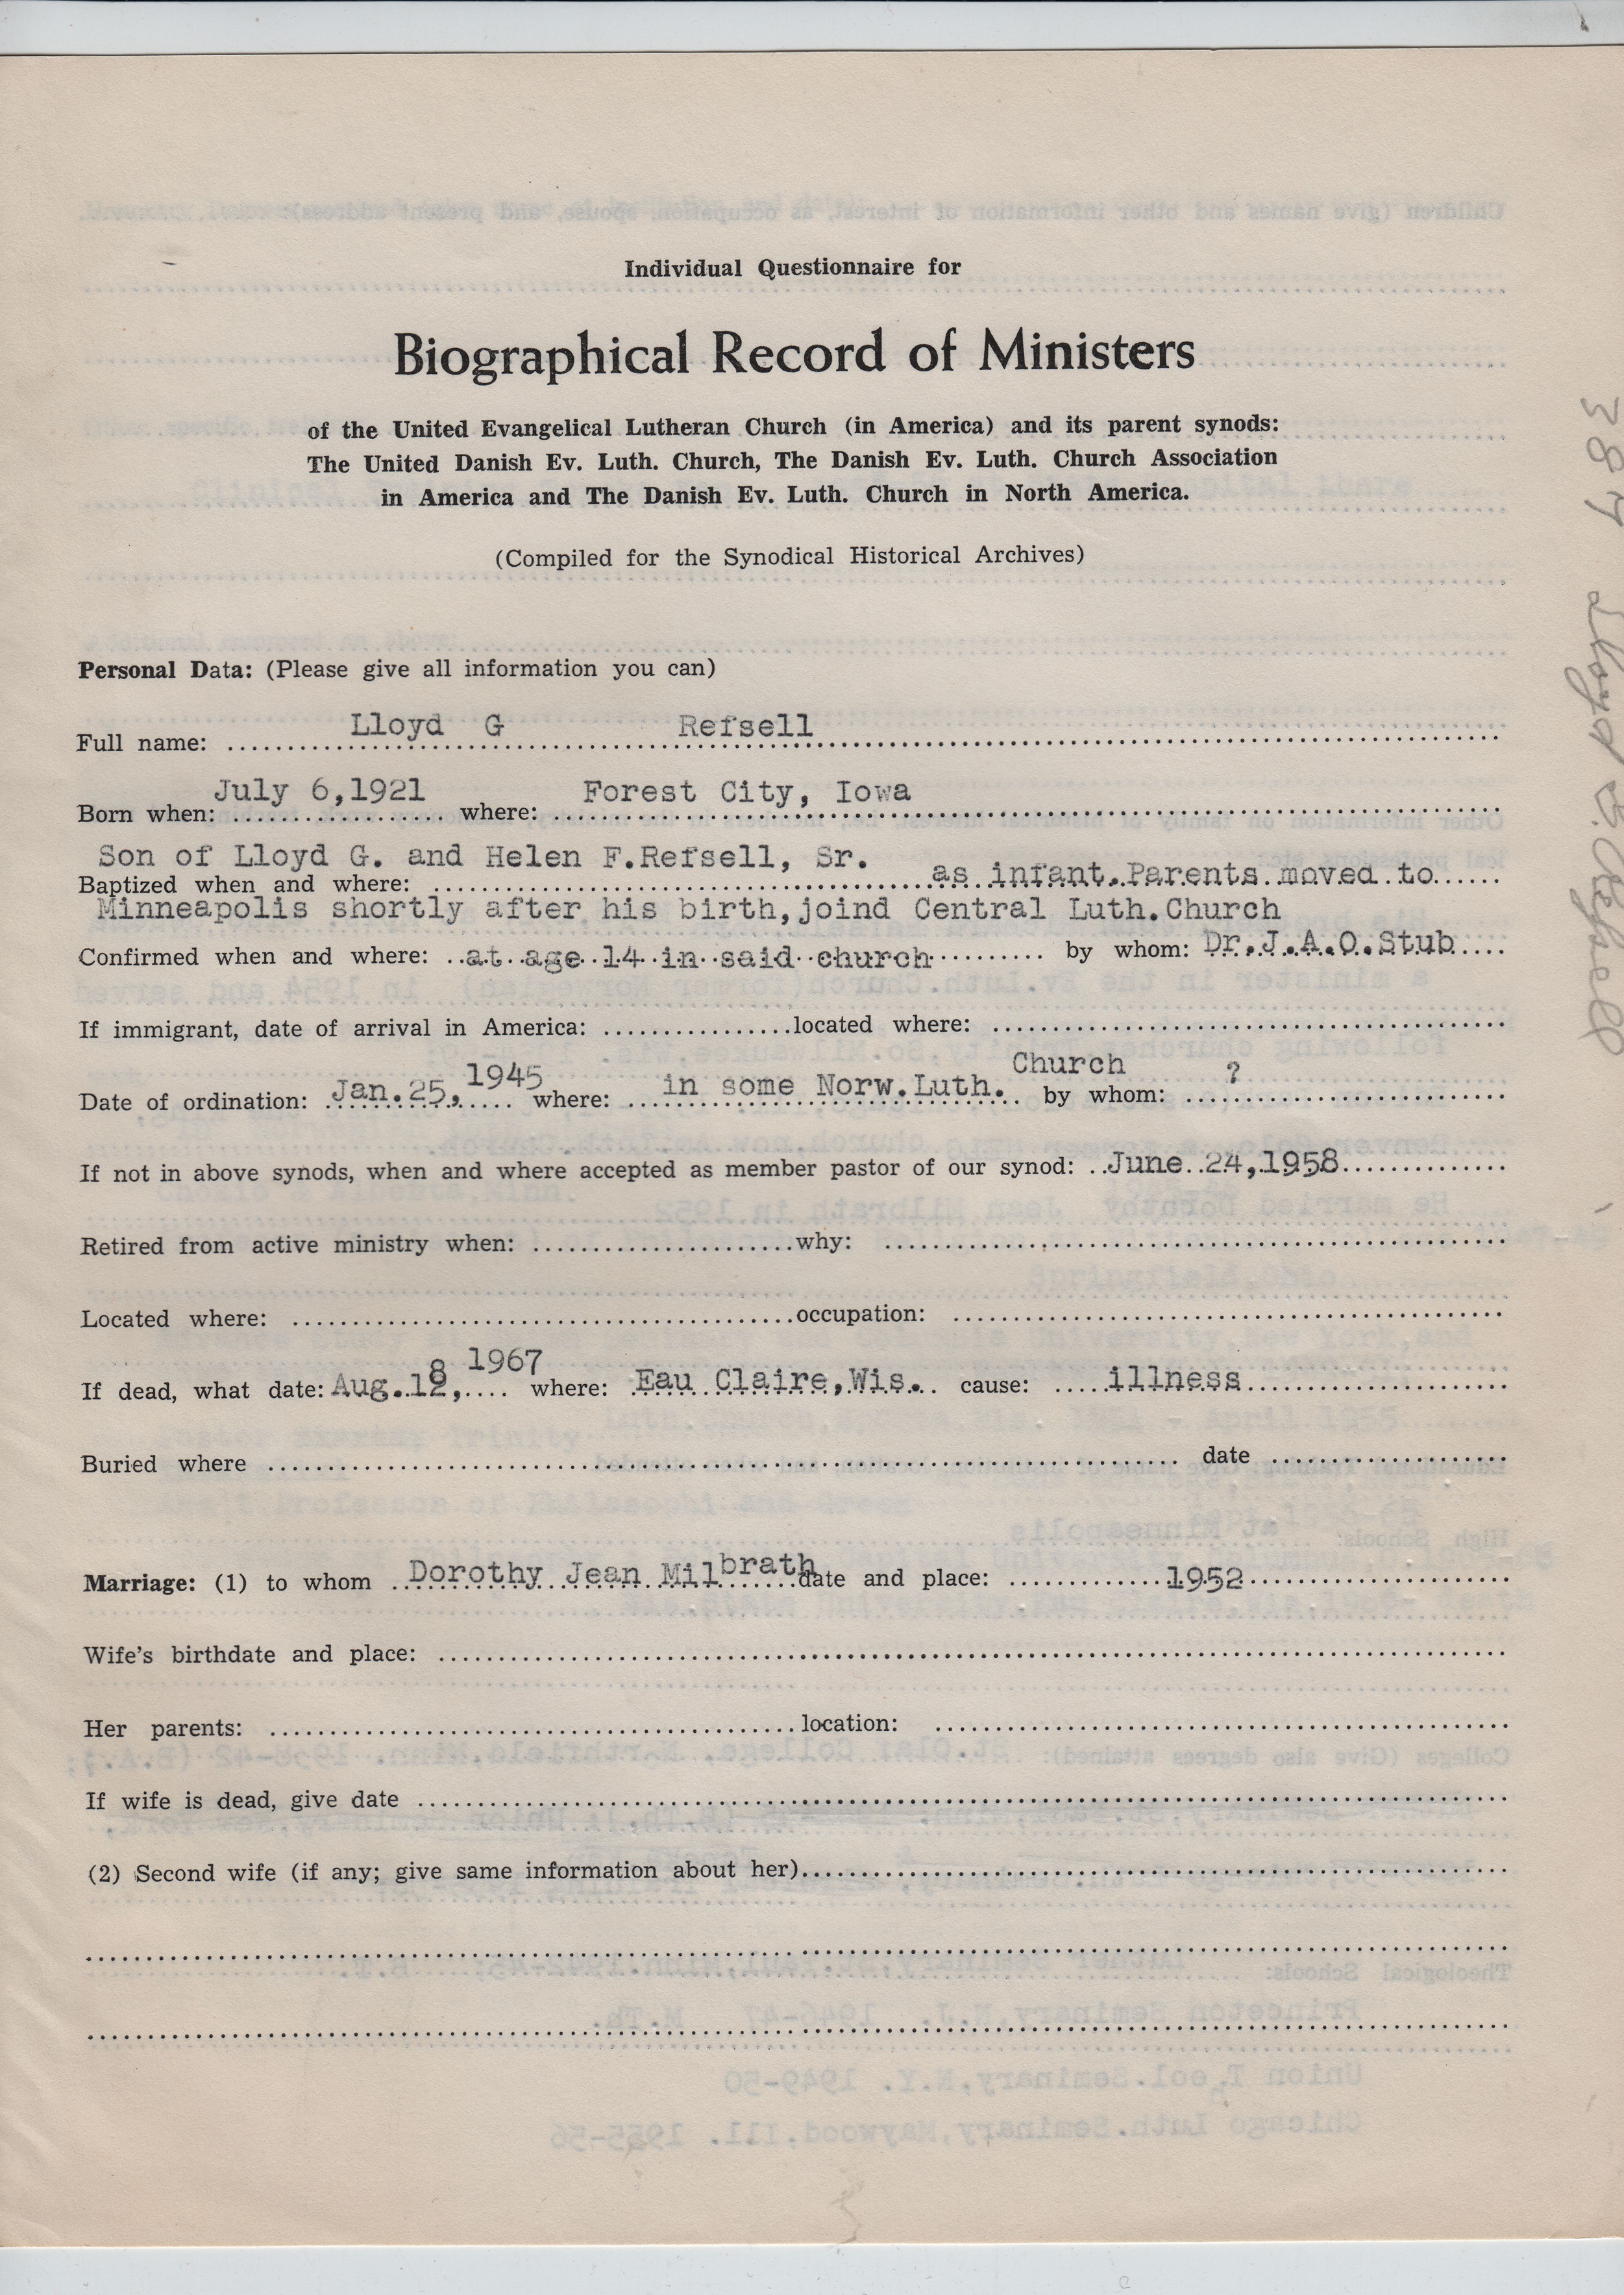 Individual Questionnaire for
Biographical Record of Ministers
of the United Evangelical Lutheran Church (in America) and its parent synods:
The United Danish Ev. Luth. Church, The Danish Ev. Luth. Church Association
in America and The Danish Ev. Luth. Church in North America.
(Compiled for the Synodical Historical Archives)
Personal Data: (Please give all information you can)
Full name: Lloyd G Refsell
Born when: July 6,1921 where: Forest City, Iowa
Son of Lloyd G. and Helen F.Refsell, Sr.
Baptized when and where: as infant.Parents moved to
Minneapolis shortly after his birth,joind Central Luth.Church
Confirmed when and where: at age 14 in said church by whom: Dr.J.A.O.Stub
If immigrant, date of arrival in America: located where:
Date of ordination: Jan.25, 1945 where: in some Norw.Luth. Church by whom: ?
If not in above synods, when and where accepted as member pastor of our synod: June 24,1958
Retired from active ministry when: why:
Located where: occupation:
If dead, what date: Aug.18, 1967 where: Eau Claire,Wis. cause: illness
Buried where date
Marriage: (1) to whom Dorothy Jean Milbrath date and place: 1952
Wife's birthdate and place:
Her parents: location:
If wife is dead, give date
(2) Second wife (if any; give same information about her)
387 Lloyd G. Refsell